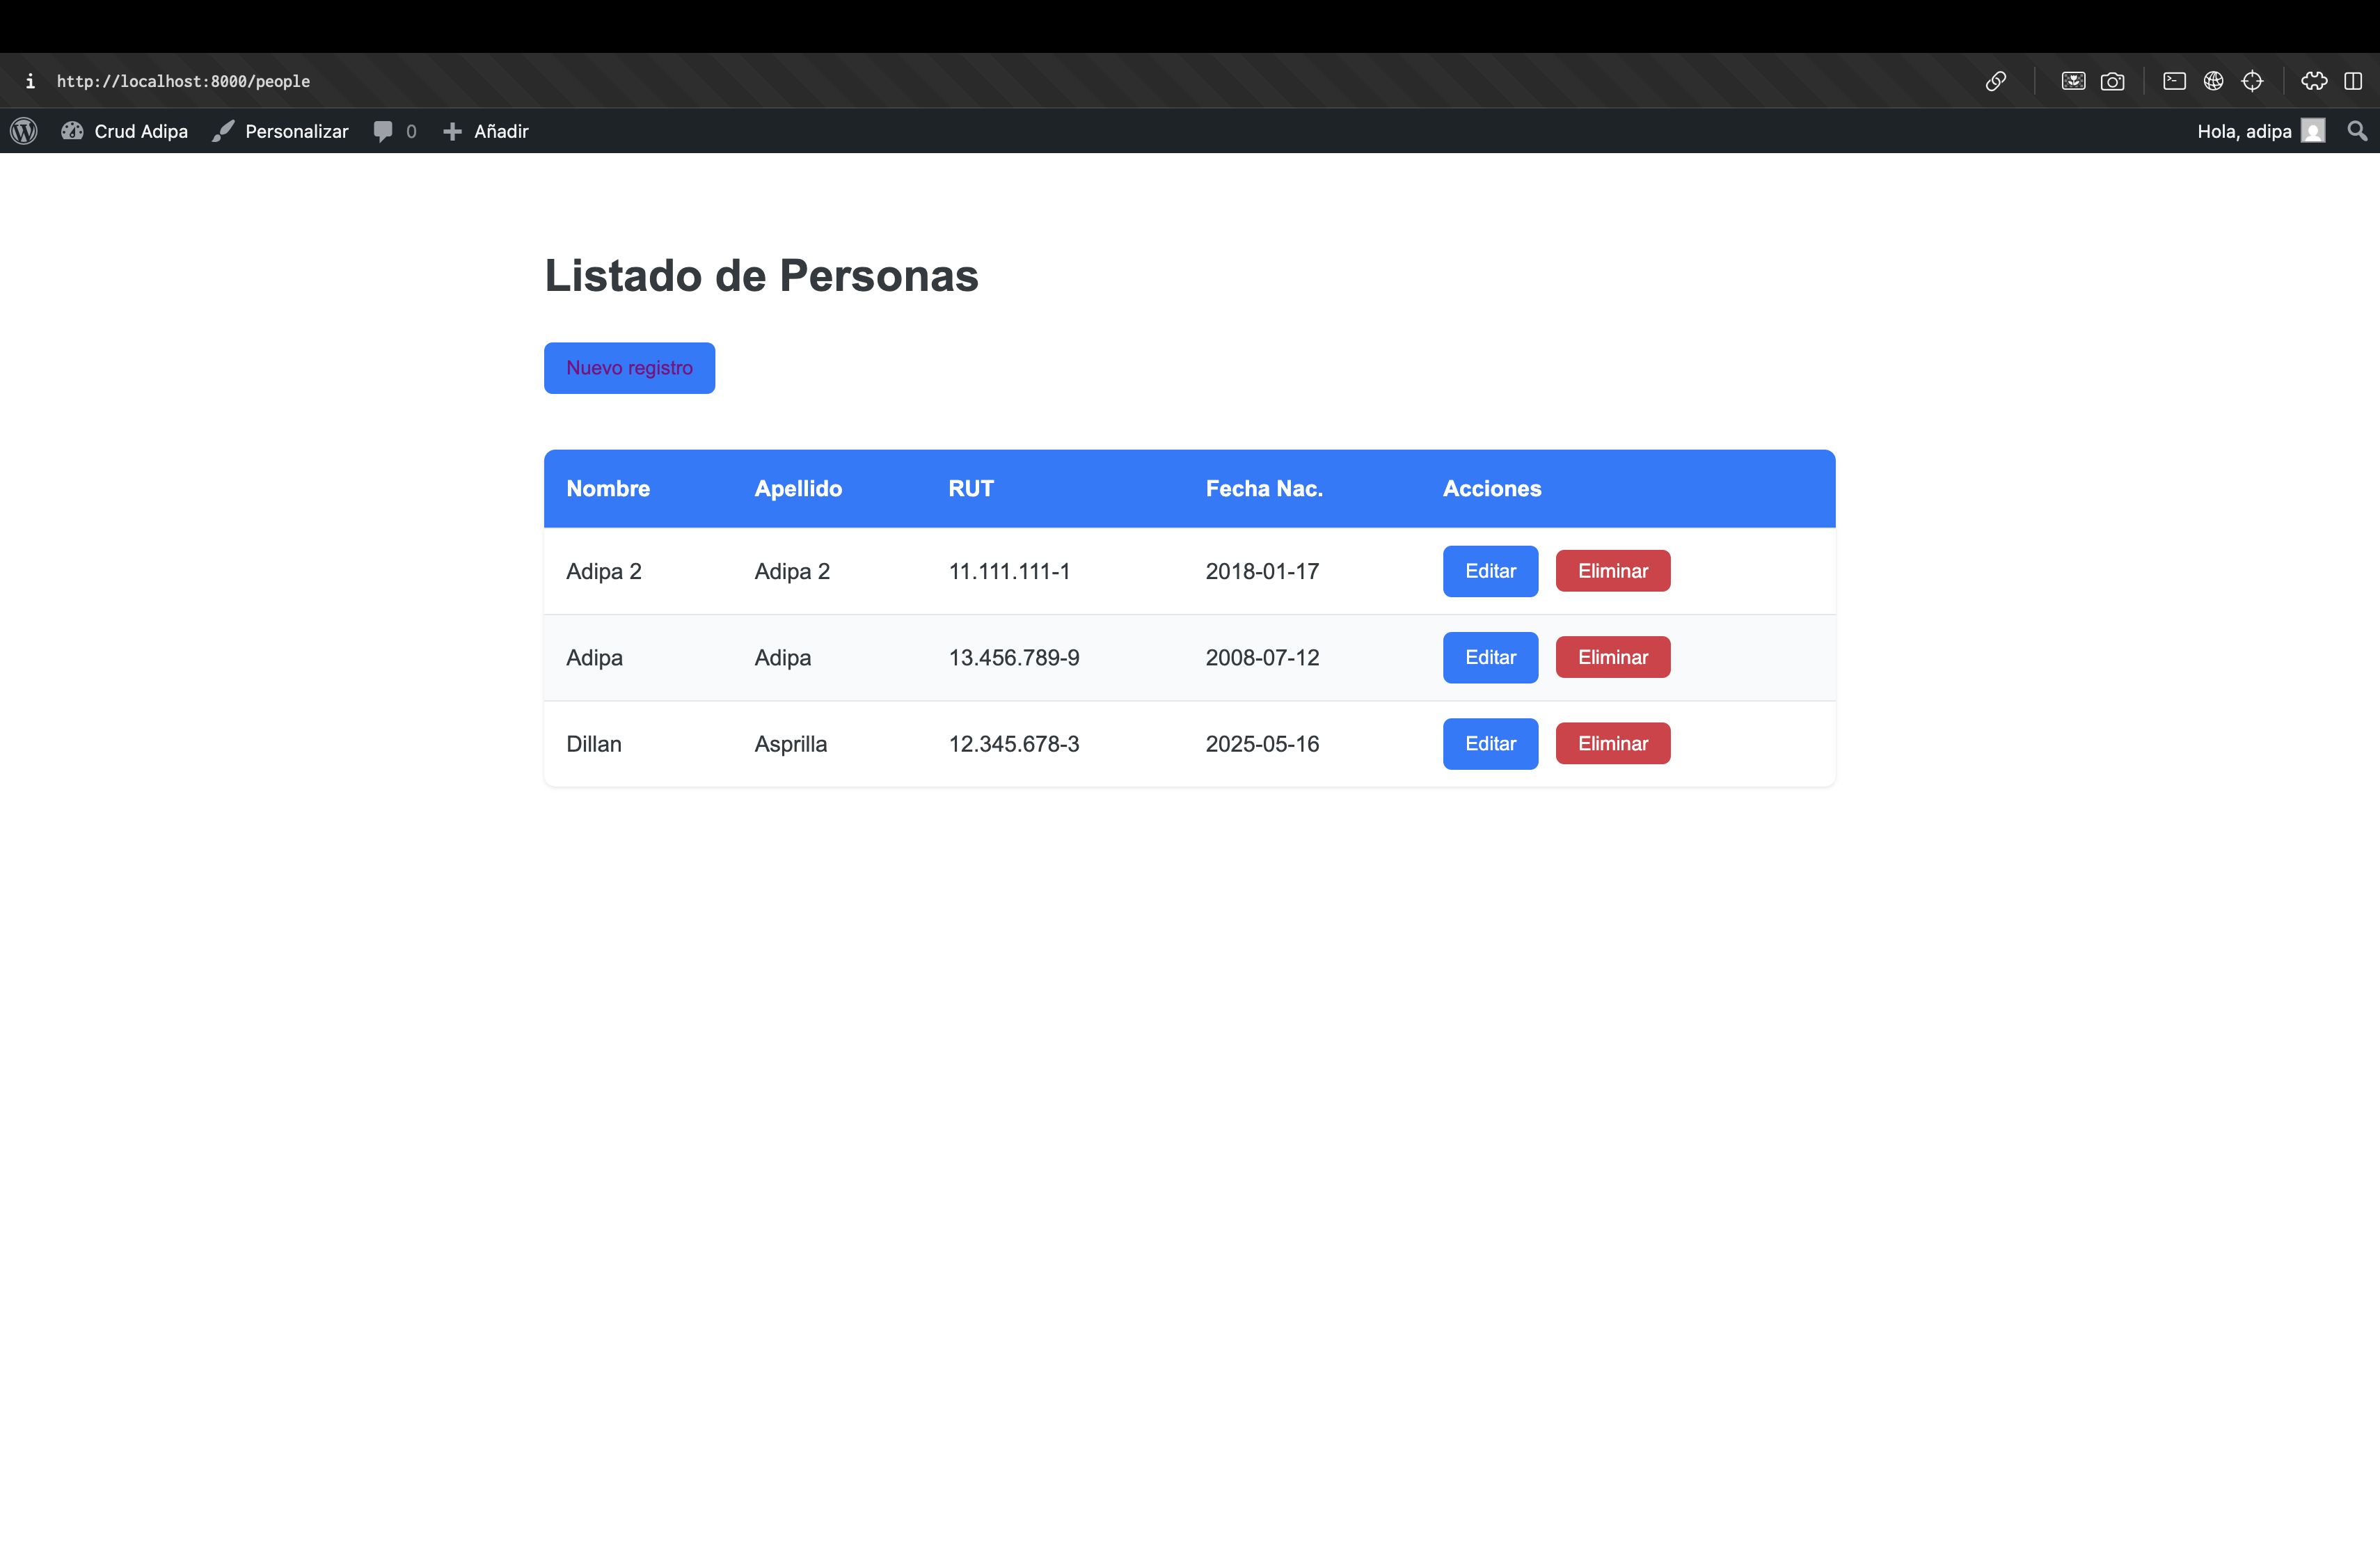 http://localhost:8000/people
Crud Adipa Personalizar 0 Añadir Hola, adipa
Listado de Personas
Nuevo registro
Nombre Apellido RUT Fecha Nac. Acciones
Adipa 2 Adipa 2 11.111.111-1 2018-01-17 Editar Eliminar
Adipa Adipa 13.456.789-9 2008-07-12 Editar Eliminar
Dillan Asprilla 12.345.678-3 2025-05-16 Editar Eliminar